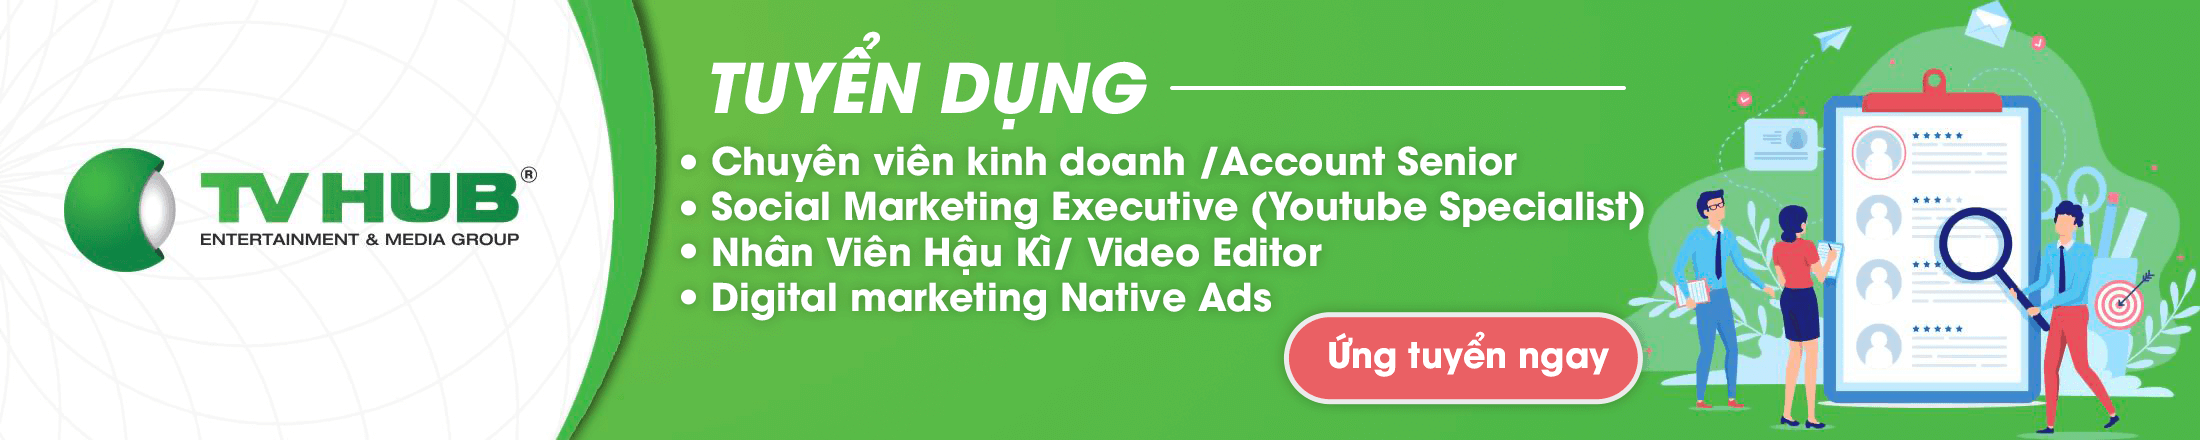 TV HUB®
ENTERTAINMENT & MEDIA GROUP
TUYỂN DỤNG
• Chuyên viên kinh doanh /Account Senior
• Social Marketing Executive (Youtube Specialist)
• Nhân Viên Hậu Kì/ Video Editor
• Digital marketing Native Ads
Ứng tuyển ngay